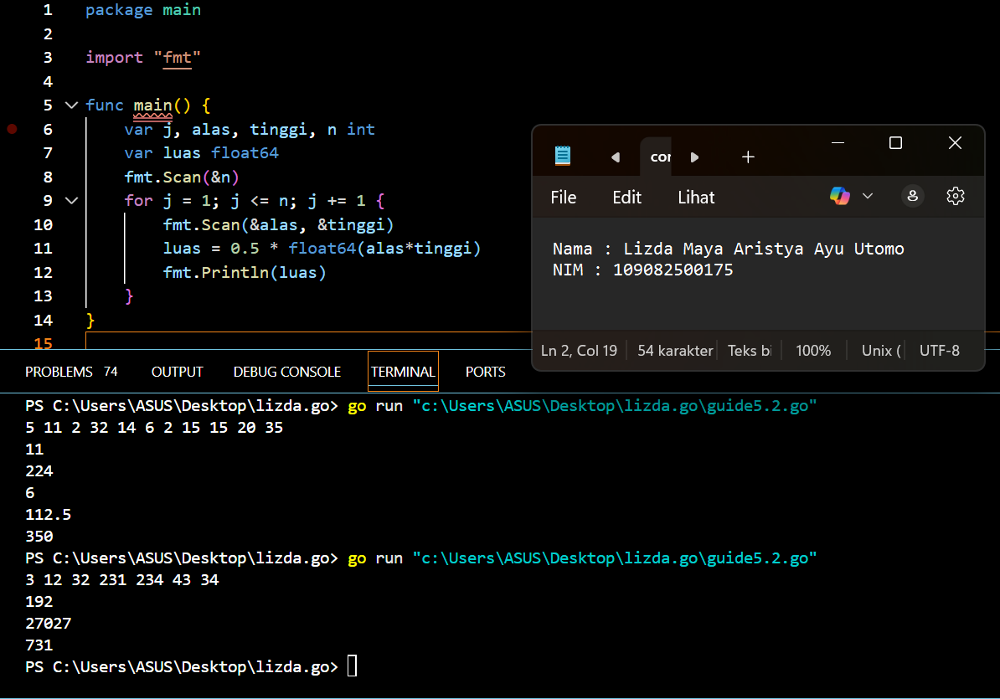 1 package main
2
3 import "fmt"
4
5 func main() {
6 var j, alas, tinggi, n int
7 var luas float64
8 fmt.Scan(&n)
9 for j = 1; j <= n; j += 1 {
10 fmt.Scan(&alas, &tinggi)
11 luas = 0.5 * float64(alas*tinggi)
12 fmt.Println(luas)
13 }
14 }
15
cor
File Edit Lihat
Nama : Lizda Maya Aristya Ayu Utomo
NIM : 109082500175
Ln 2, Col 19 54 karakter Teks bi 100% Unix ( UTF-8
PROBLEMS 74 OUTPUT DEBUG CONSOLE TERMINAL PORTS
PS C:\Users\ASUS\Desktop\lizda.go> go run "c:\Users\ASUS\Desktop\lizda.go\guide5.2.go"
5 11 2 32 14 6 2 15 15 20 35
11
224
6
112.5
350
PS C:\Users\ASUS\Desktop\lizda.go> go run "c:\Users\ASUS\Desktop\lizda.go\guide5.2.go"
3 12 32 231 234 43 34
192
27027
731
PS C:\Users\ASUS\Desktop\lizda.go>